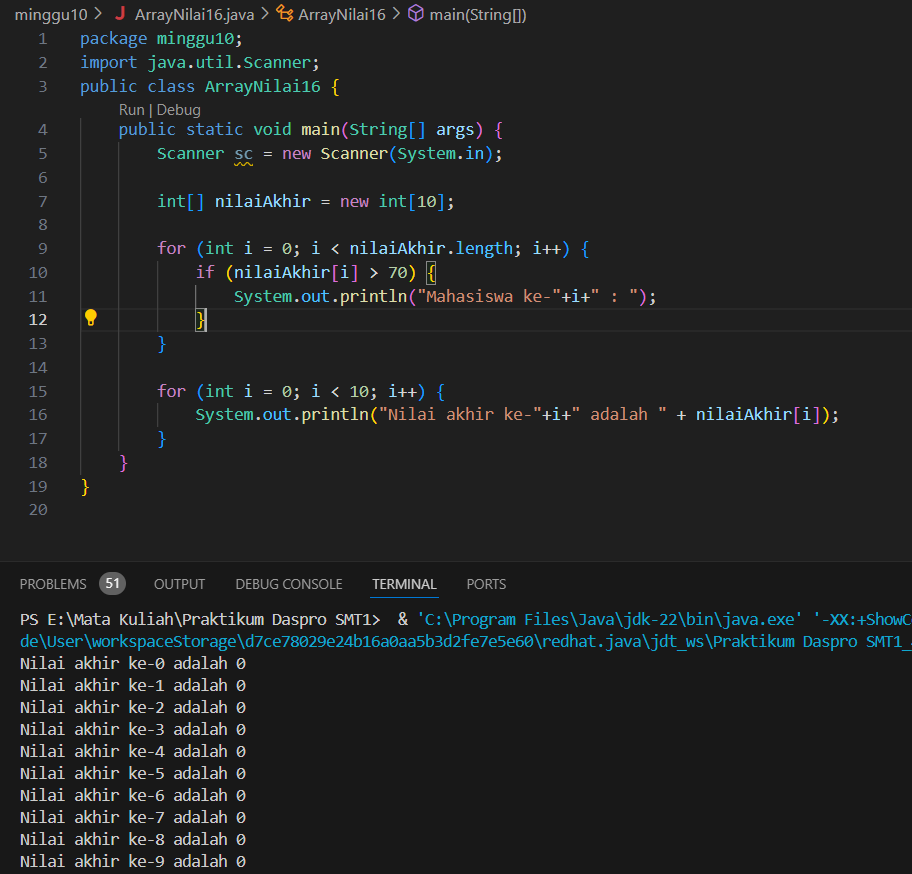 minggu10 > J ArrayNilai16.java > ArrayNilai16 > main(String[])
1 package minggu10;
2 import java.util.Scanner;
3 public class ArrayNilai16 {
Run | Debug
4 public static void main(String[] args) {
5 Scanner sc = new Scanner(System.in);
6
7 int[] nilaiAkhir = new int[10];
8
9 for (int i = 0; i < nilaiAkhir.length; i++) {
10 if (nilaiAkhir[i] > 70) {
11 System.out.println("Mahasiswa ke-"+i+" : ");
12 }
13 }
14
15 for (int i = 0; i < 10; i++) {
16 System.out.println("Nilai akhir ke-"+i+" adalah " + nilaiAkhir[i]);
17 }
18 }
19 }
20
PROBLEMS 51 OUTPUT DEBUG CONSOLE TERMINAL PORTS
PS E:\Mata Kuliah\Praktikum Daspro SMT1> & 'C:\Program Files\Java\jdk-22\bin\java.exe' '-XX:+ShowC
de\User\workspaceStorage\d7ce78029e24b16a0aa5b3d2fe7e5e60\redhat.java\jdt_ws\Praktikum Daspro SMT1_
Nilai akhir ke-0 adalah 0
Nilai akhir ke-1 adalah 0
Nilai akhir ke-2 adalah 0
Nilai akhir ke-3 adalah 0
Nilai akhir ke-4 adalah 0
Nilai akhir ke-5 adalah 0
Nilai akhir ke-6 adalah 0
Nilai akhir ke-7 adalah 0
Nilai akhir ke-8 adalah 0
Nilai akhir ke-9 adalah 0